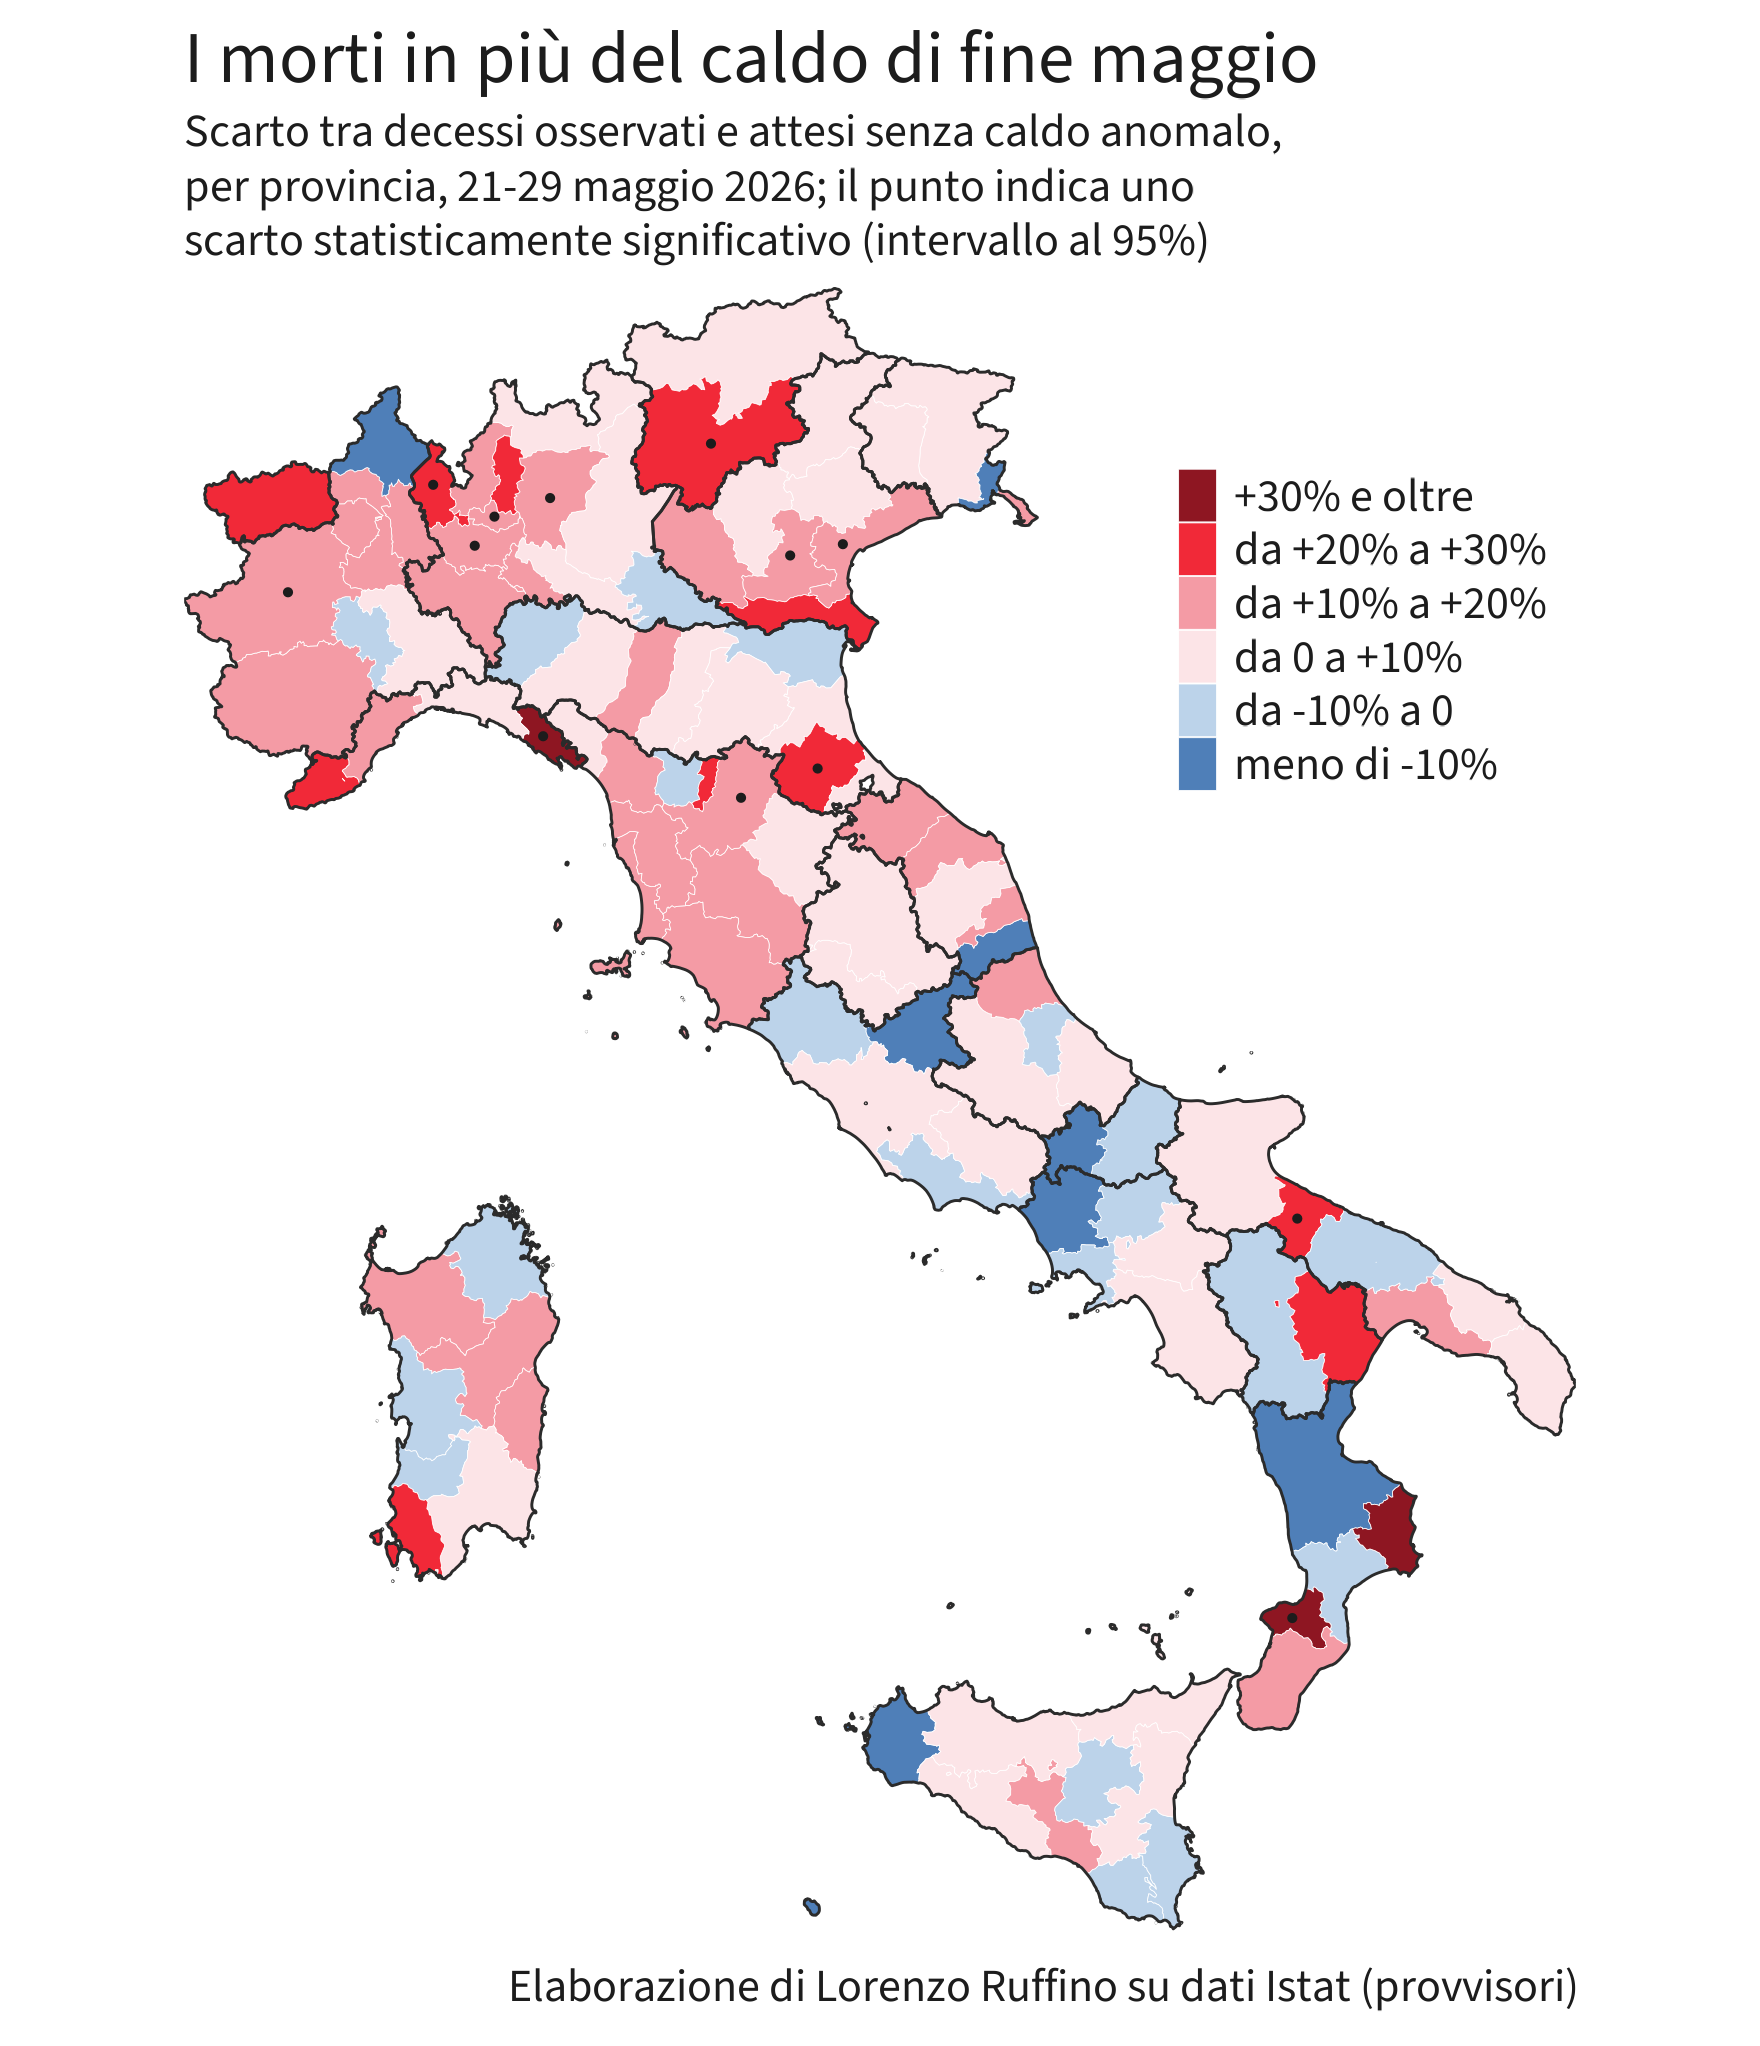 I morti in più del caldo di fine maggio
Scarto tra decessi osservati e attesi senza caldo anomalo,
per provincia, 21-29 maggio 2026; il punto indica uno
scarto statisticamente significativo (intervallo al 95%)
+30% e oltre
da +20% a +30%
da +10% a +20%
da 0 a +10%
da -10% a 0
meno di -10%
Elaborazione di Lorenzo Ruffino su dati Istat (provvisori)